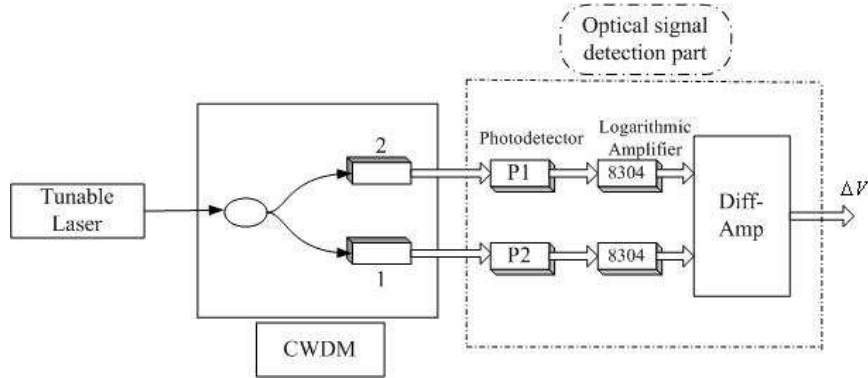 Optical signal
detection part
Photodetector
Logarithmic
Amplifier
2
P1
8304
Tunable
Laser
Diff-
Amp
ΔV
1
P2
8304
CWDM